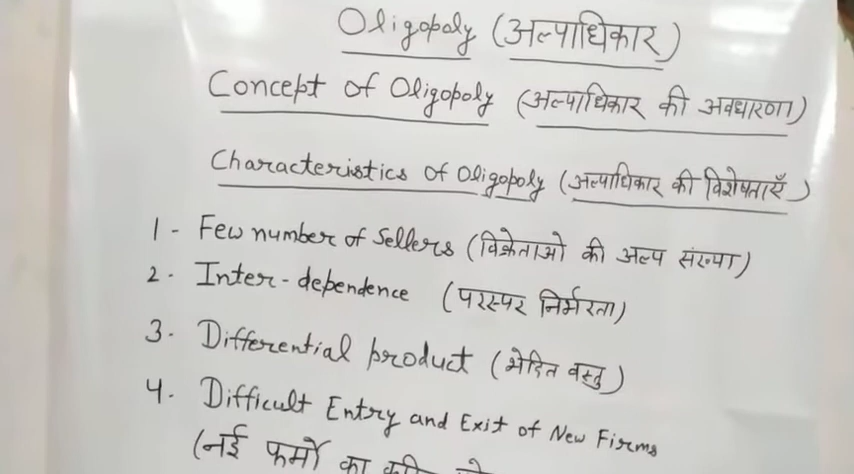 Oligopoly (अल्पाधिकार)
Concept of Oligopoly (अल्पाधिकार की अवधारणा)
Characteristics of Oligopoly (अल्पाधिकार की विशेषताएँ)
1 - Few number of sellers (विक्रेताओ की अल्प संख्या)
2. Inter-dependence (परस्पर निर्भरता)
3. Differential product (भेदित वस्तु)
4. Difficult Entry and Exit of New Firms
(नई फर्मो का